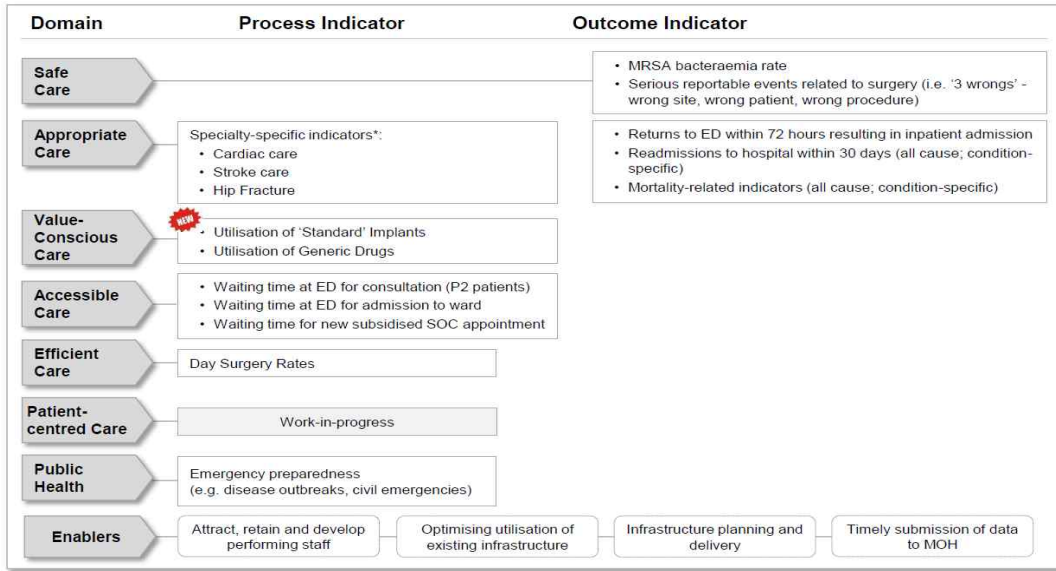 Domain
Process Indicator
Outcome Indicator
Safe
Care
• MRSA bacteraemia rate
• Serious reportable events related to surgery (i.e. ‘3 wrongs’ -
wrong site, wrong patient, wrong procedure)
Appropriate
Care
Specialty-specific indicators*:
• Cardiac care
• Stroke care
• Hip Fracture
• Returns to ED within 72 hours resulting in inpatient admission
• Readmissions to hospital within 30 days (all cause; condition-
specific)
• Mortality-related indicators (all cause; condition-specific)
Value-
Conscious
Care
NEW
• Utilisation of ‘Standard’ Implants
• Utilisation of Generic Drugs
Accessible
Care
• Waiting time at ED for consultation (P2 patients)
• Waiting time at ED for admission to ward
• Waiting time for new subsidised SOC appointment
Efficient
Care
Day Surgery Rates
Patient-
centred Care
Work-in-progress
Public
Health
Emergency preparedness
(e.g. disease outbreaks, civil emergencies)
Enablers
Attract, retain and develop
performing staff
Optimising utilisation of
existing infrastructure
Infrastructure planning and
delivery
Timely submission of data
to MOH